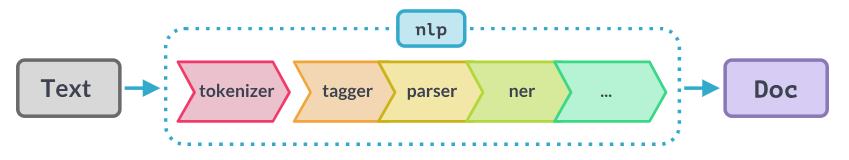 nlp
Text
tokenizer
tagger
parser
ner
...
Doc